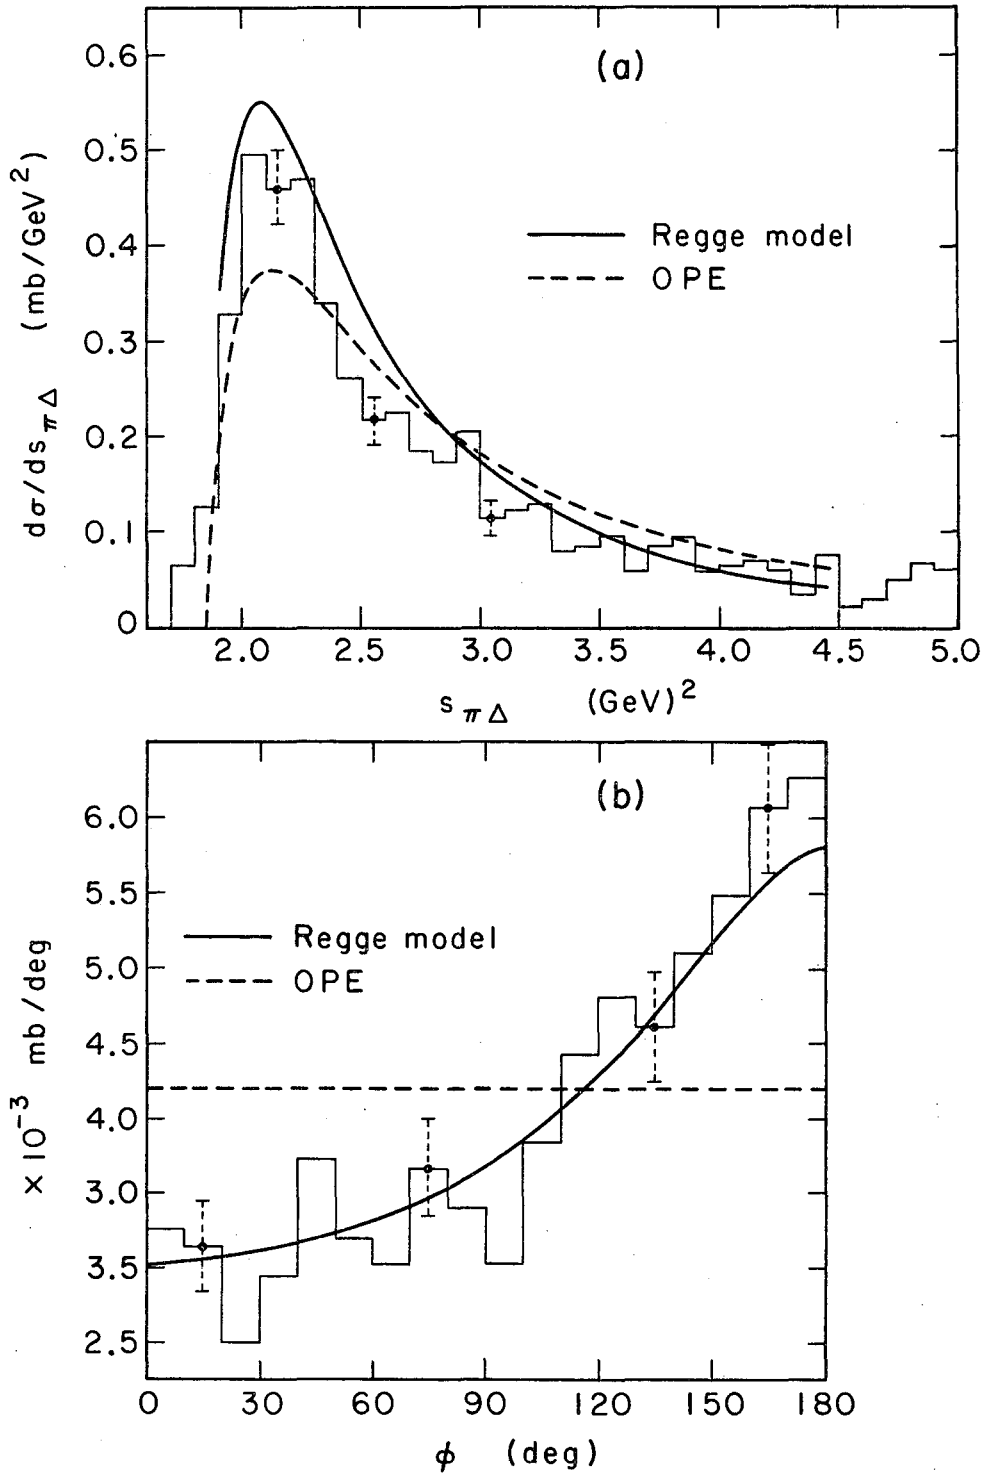 (a)
0.6
0.5
0.4
0.3
0.2
0.1
0
dσ/ds πΔ (mb/GeV²)
Regge model
OPE
2.0 2.5 3.0 3.5 4.0 4.5 5.0
s πΔ (GeV)²
(b)
6.0
5.5
5.0
4.5
4.0
3.0
3.5
2.5
× 10⁻³ mb/deg
Regge model
OPE
0 30 60 90 120 150 180
ϕ (deg)